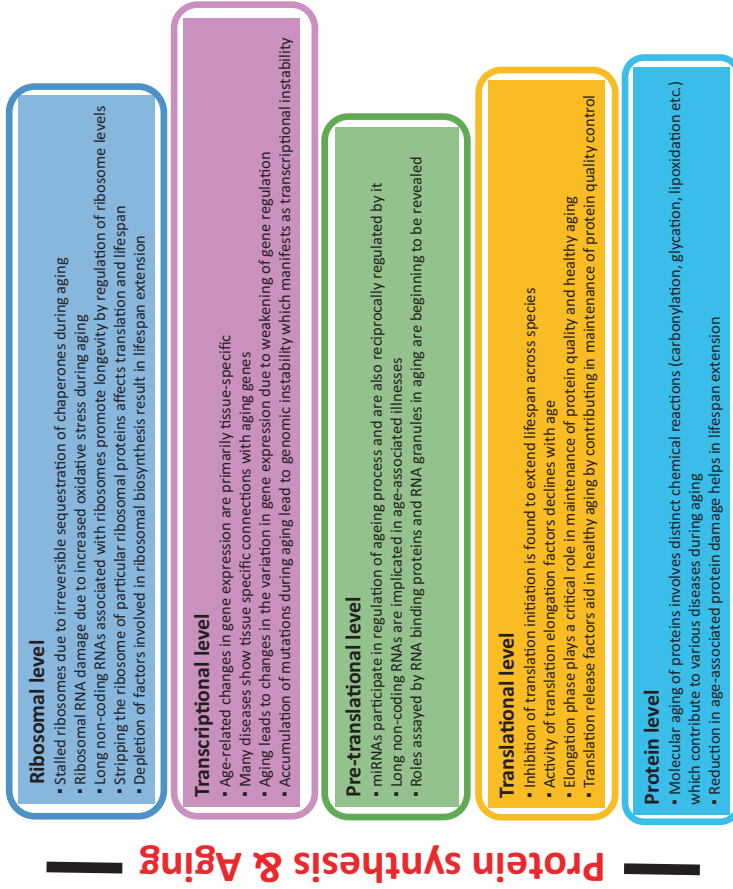 Protein synthesis & Aging
Ribosomal level
▪ Stalled ribosomes due to irreversible sequestration of chaperones during aging
▪ Ribosomal RNA damage due to increased oxidative stress during aging
▪ Long non-coding RNAs associated with ribosomes promote longevity by regulation of ribosome levels
▪ Stripping the ribosome of particular ribosomal proteins affects translation and lifespan
▪ Depletion of factors involved in ribosomal biosynthesis result in lifespan extension
Transcriptional level
▪ Age-related changes in gene expression are primarily tissue-specific
▪ Many diseases show tissue specific connections with aging genes
▪ Aging leads to changes in the variation in gene expression due to weakening of gene regulation
▪ Accumulation of mutations during aging lead to genomic instability which manifests as transcriptional instability
Pre-translational level
▪ miRNAs participate in regulation of ageing process and are also reciprocally regulated by it
▪ Long non-coding RNAs are implicated in age-associated illnesses
▪ Roles assayed by RNA binding proteins and RNA granules in aging are beginning to be revealed
Translational level
▪ Inhibition of translation initiation is found to extend lifespan across species
▪ Activity of translation elongation factors declines with age
▪ Elongation phase plays a critical role in maintenance of protein quality and healthy aging
▪ Translation release factors aid in healthy aging by contributing in maintenance of protein quality control
Protein level
▪ Molecular aging of proteins involves distinct chemical reactions (carbonylation, glycation, lipoxidation etc.)
which contribute to various diseases during aging
▪ Reduction in age-associated protein damage helps in lifespan extension